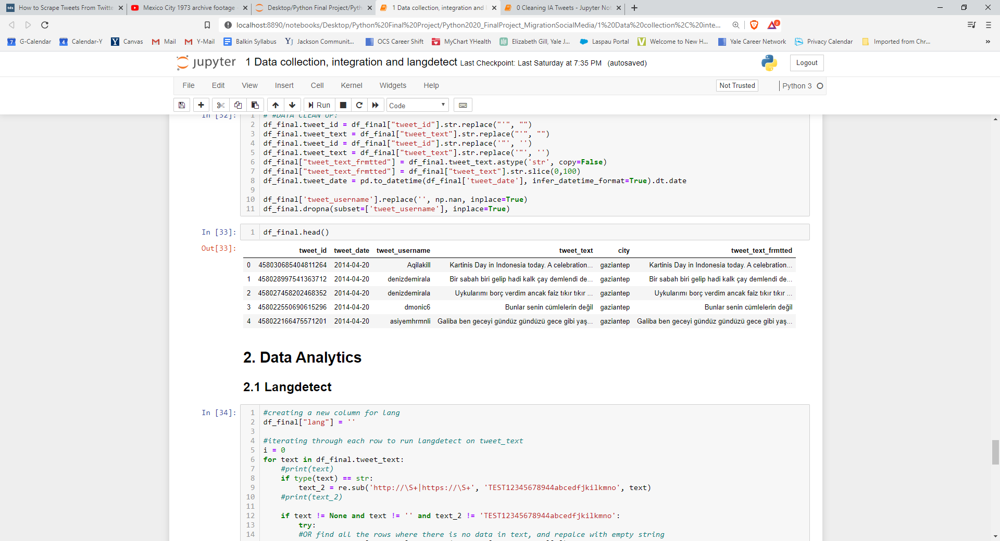 tds How to Scrape Tweets From Twitte
Mexico City 1973 archive footage
Desktop/Python Final Project/Pyth
1 Data collection, integration and
0 Cleaning IA Tweets - Jupyter Not
localhost:8890/notebooks/Desktop/Python%20Final%20Project/Python2020_FinalProject_MigrationSocialMedia/1%20Data%20collection%2C%20inte...
2
7 G-Calendar
4 Calendar-Y
Y Canvas
Mail
Y-Mail
Balkin Syllabus
YJ Jackson Communit...
OCS Career Shift
MyChart YHealth
Elizabeth Gill, Yale J...
Laspau Portal
Welcome to New H...
Yale Career Network
Privacy Calendar
Imported from Chr...
»
jupyter 1 Data collection, integration and langdetect Last Checkpoint: Last Saturday at 7:35 PM (autosaved)
Logout
File Edit View Insert Cell Kernel Widgets Help
Not Trusted
Python 3
Run
Code
In [32]:
1 # #DATA CLEAN UP:
2 df_final.tweet_id = df_final["tweet_id"].str.replace("'", "")
3 df_final.tweet_text = df_final["tweet_text"].str.replace("'", "")
4 df_final.tweet_id = df_final["tweet_id"].str.replace('"', '')
5 df_final.tweet_text = df_final["tweet_text"].str.replace('"', '')
6 df_final["tweet_text_frmtted"] = df_final.tweet_text.astype('str', copy=False)
7 df_final["tweet_text_frmtted"] = df_final["tweet_text"].str.slice(0,100)
8 df_final.tweet_date = pd.to_datetime(df_final['tweet_date'], infer_datetime_format=True).dt.date
9
10 df_final['tweet_username'].replace('', np.nan, inplace=True)
11 df_final.dropna(subset=['tweet_username'], inplace=True)
In [33]:
1 df_final.head()
Out[33]:
tweet_id tweet_date tweet_username tweet_text city tweet_text_frmtted
0 458030685404811264 2014-04-20 Aqilakill Kartinis Day in Indonesia today. A celebration... gaziantep Kartinis Day in Indonesia today. A celebration...
1 458028997541363712 2014-04-20 denizdemirala Bir sabah biri gelip hadi kalk çay demlendi de... gaziantep Bir sabah biri gelip hadi kalk çay demlendi de...
2 458027458202468352 2014-04-20 denizdemirala Uykularımı borç verdim ancak faiz tıkır tıkır ... gaziantep Uykularımı borç verdim ancak faiz tıkır tıkır ...
3 458022550690615296 2014-04-20 dmonic6 Bunlar senin cümlelerin değil gaziantep Bunlar senin cümlelerin değil
4 458022166475571201 2014-04-20 asiyemhrmnli Galiba ben geceyi gündüz gündüzü gece gibi yaş... gaziantep Galiba ben geceyi gündüz gündüzü gece gibi yaş...
2. Data Analytics
2.1 Langdetect
In [34]:
1 #creating a new column for lang
2 df_final["lang"] = ''
3
4 #iterating through each row to run langdetect on tweet_text
5 i = 0
6 for text in df_final.tweet_text:
7 #print(text)
8 if type(text) == str:
9 text_2 = re.sub('http://\S+|https://\S+', 'TEST12345678944abcedfjkilkmno', text)
10 #print(text_2)
11
12 if text != None and text != '' and text_2 != 'TEST12345678944abcedfjkilkmno':
13 try:
14 #OR find all the rows where there is no data in text, and repalce with empty string